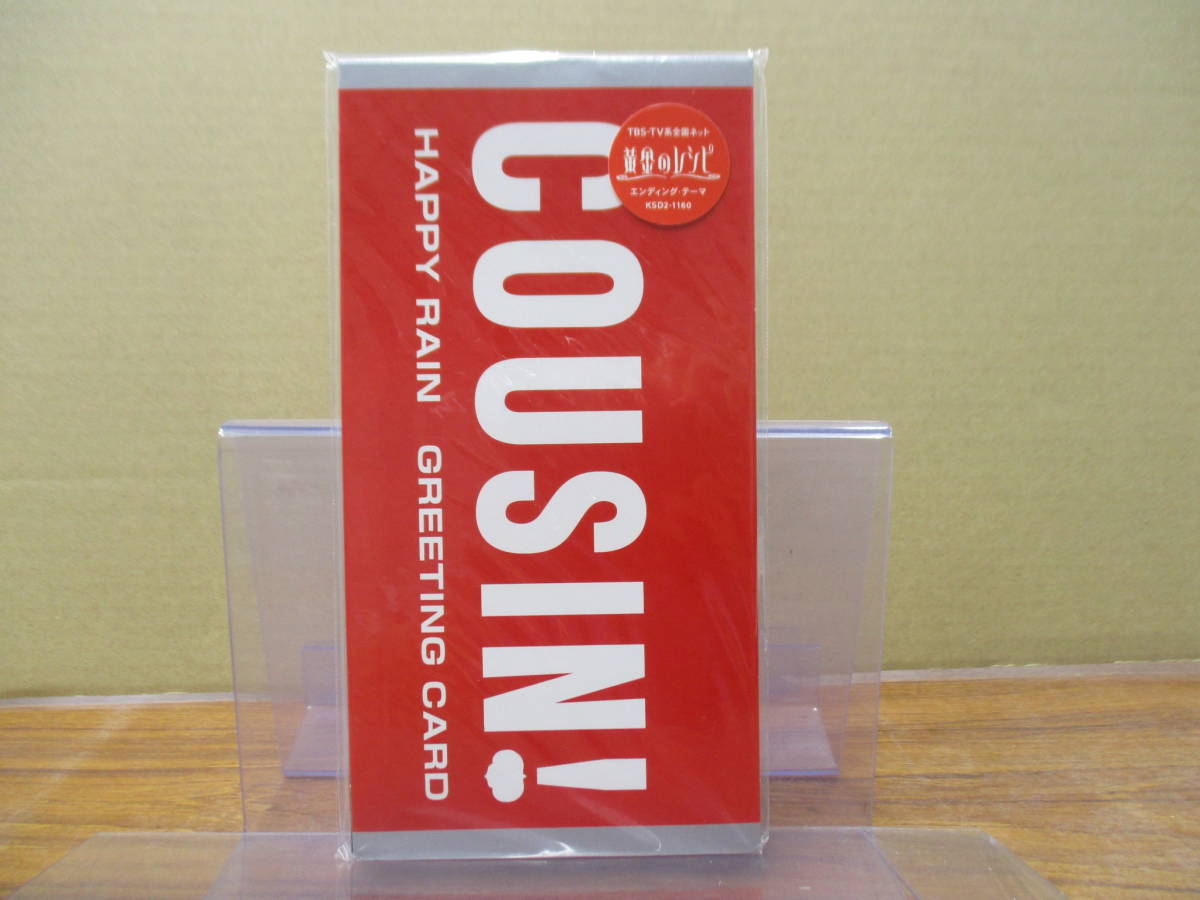 COUSIN!
HAPPY RAIN GREETING CARD
TBS-TV系全国ネット
黄金のレシピ
エンディング・テーマ
KSD2-1160